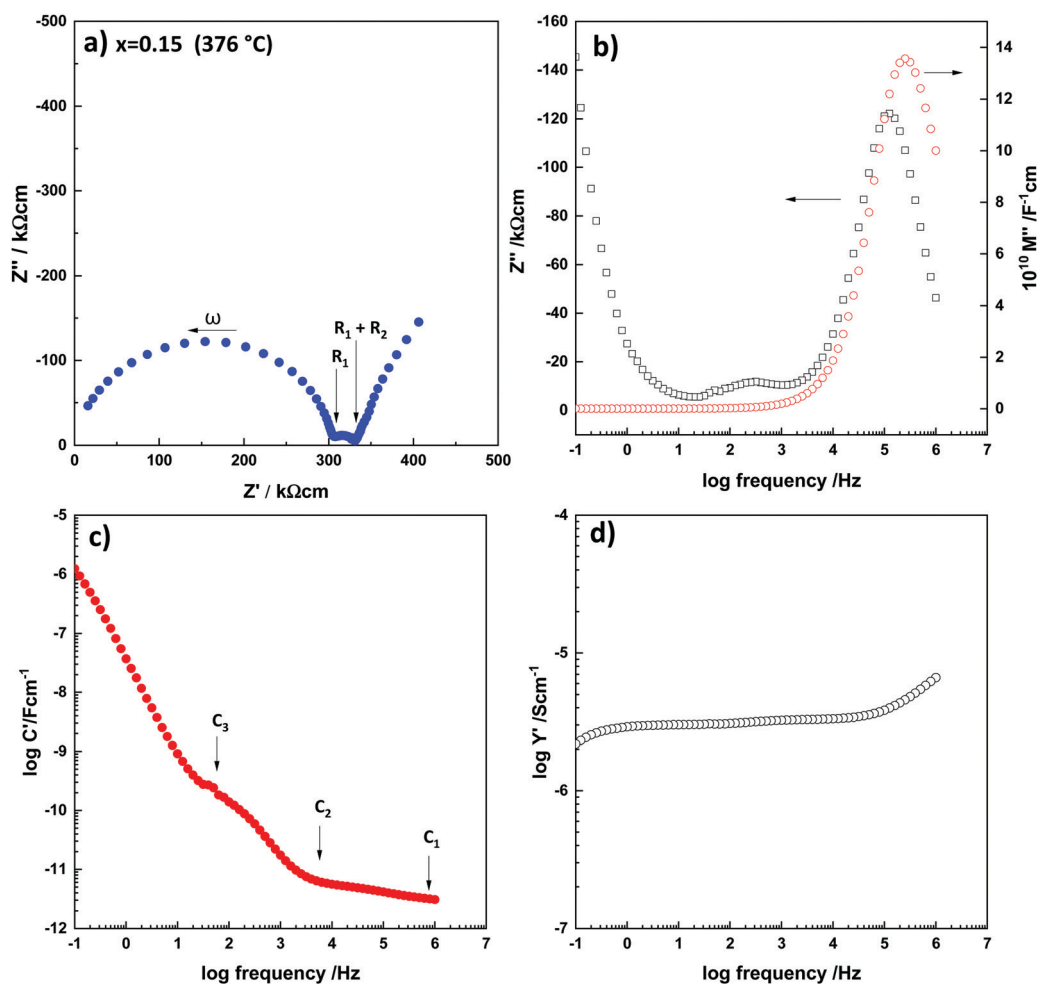 a) x=0.15 (376 °C)
-500
-400
-300
-200
-100
0
Z'' / kΩcm
ω
R1
R1 + R2
0 100 200 300 400 500
Z' / kΩcm
b)
-160
-140
-120
-100
-80
-60
-40
-20
0
Z'' /kΩcm
14
12
10
8
6
4
2
0
10^10 M'' /F^-1cm
-1 0 1 2 3 4 5 6 7
log frequency /Hz
c)
-5
-6
-7
-8
-9
-10
-11
-12
log C'/Fcm^-1
C3
C2
C1
-1 0 1 2 3 4 5 6 7
log frequency /Hz
d)
-4
-5
-6
-7
log Y' /Scm^-1
-1 0 1 2 3 4 5 6 7
log frequency /Hz